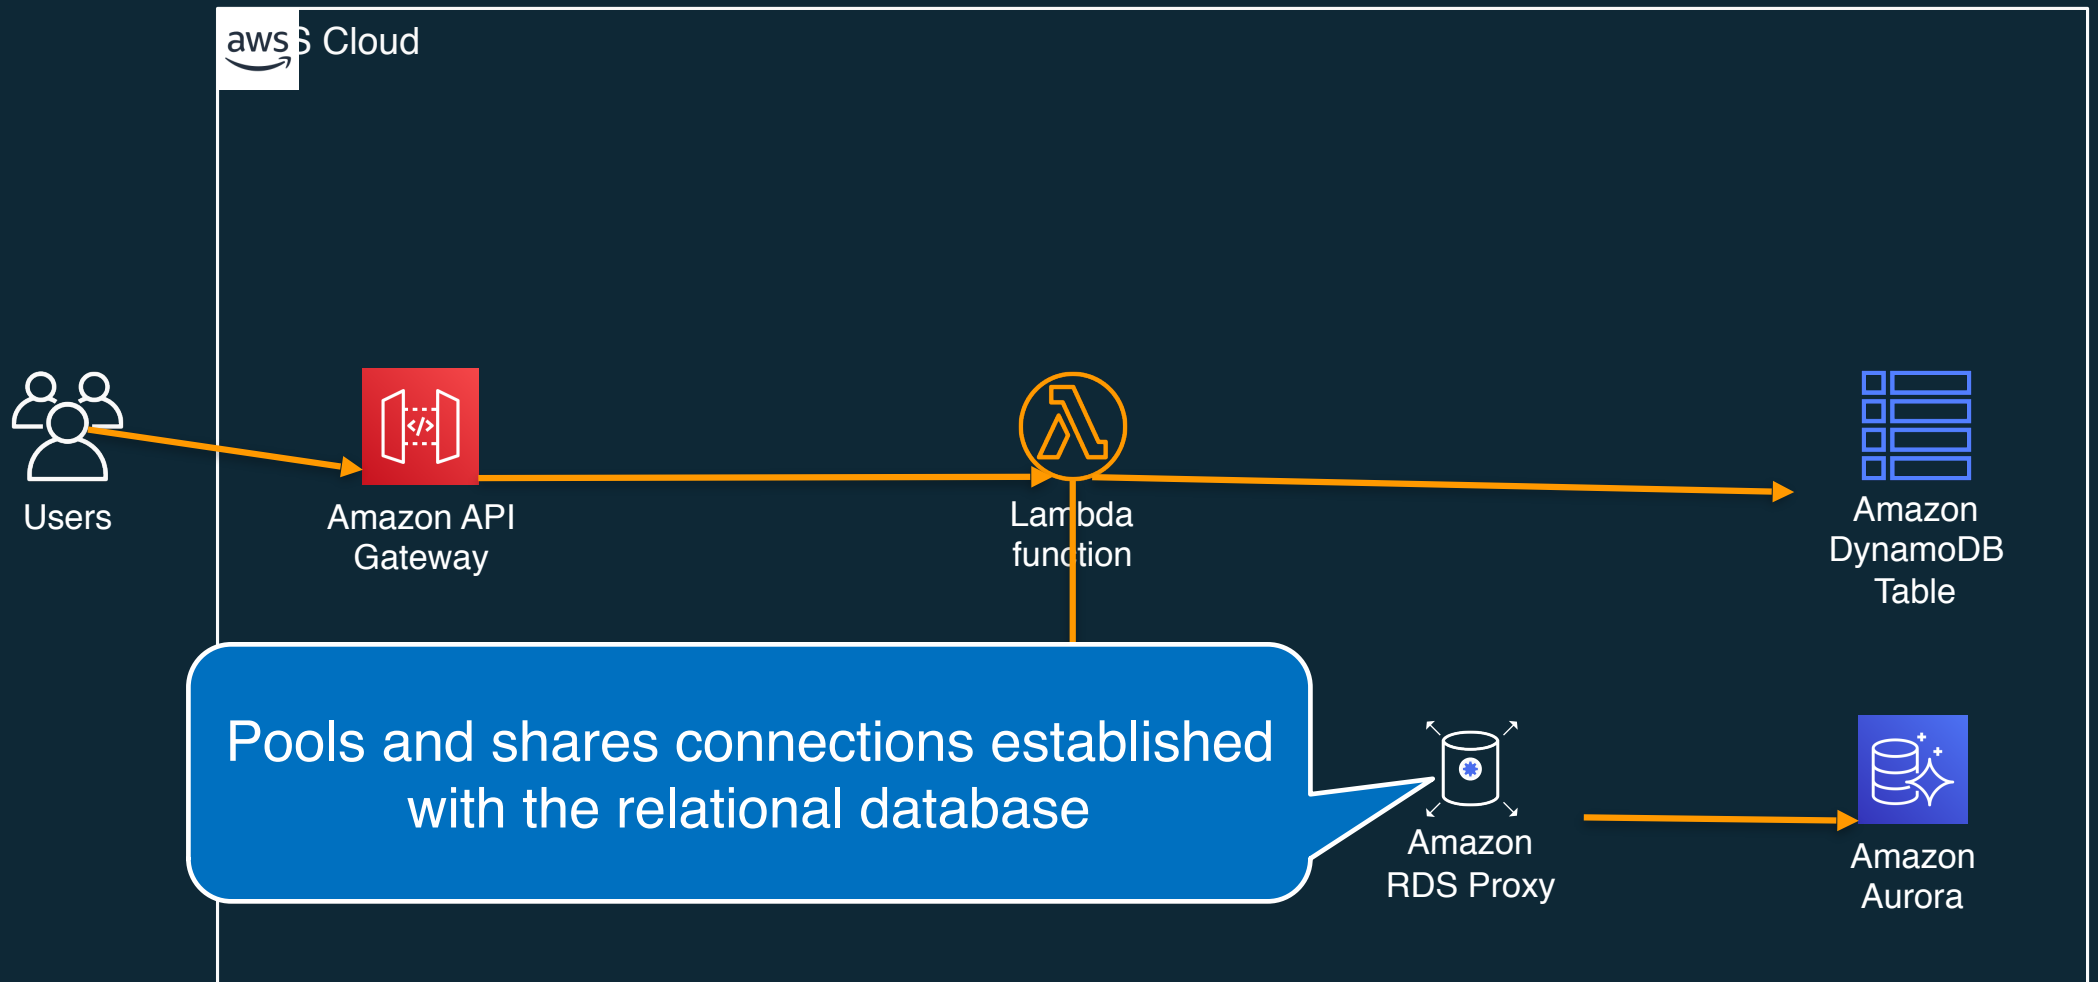 aws
S Cloud
Users
Amazon API
Gateway
</>
Lambda
function
Amazon
DynamoDB
Table
Pools and shares connections established
with the relational database
Amazon
RDS Proxy
Amazon
Aurora